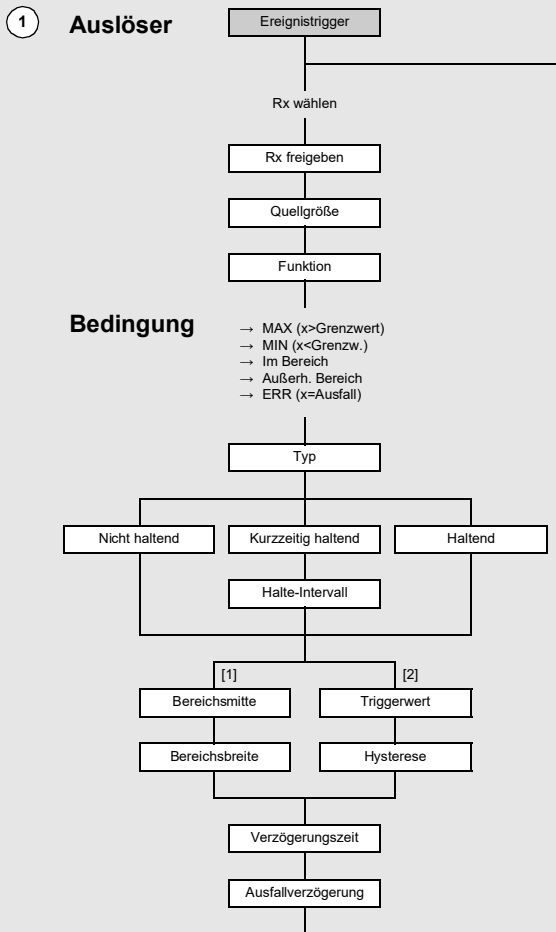 1 Auslöser
Ereignistrigger
Rx wählen
Rx freigeben
Quellgröße
Funktion
Bedingung
→ MAX (x>Grenzwert)
→ MIN (x<Grenzw.)
→ Im Bereich
→ Außerh. Bereich
→ ERR (x=Ausfall)
Typ
Nicht haltend
Kurzzeitig haltend
Haltend
Halte-Intervall
[1]
[2]
Bereichsmitte
Triggerwert
Bereichsbreite
Hysterese
Verzögerungszeit
Ausfallverzögerung